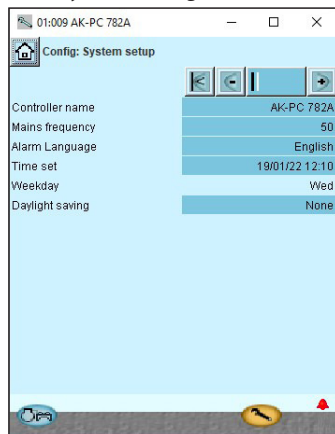 01:009 AK-PC 782A
Config: System setup
Controller name AK-PC 782A
Mains frequency 50
Alarm Language English
Time set 19/01/22 12:10
Weekday Wed
Daylight saving None